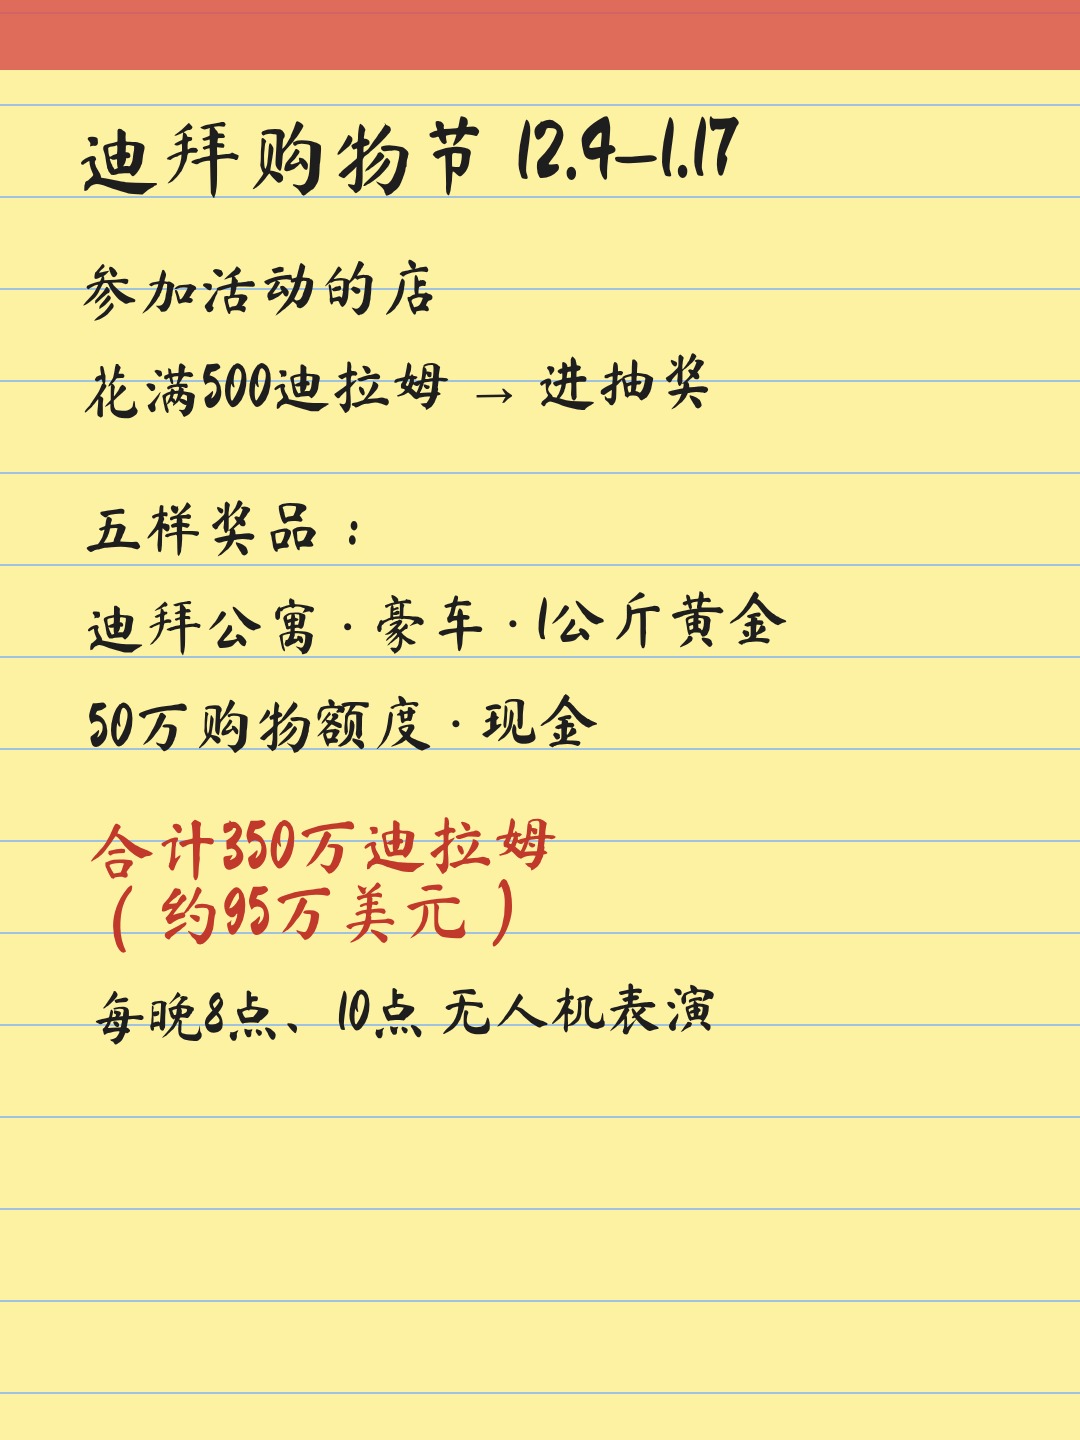 迪拜购物节 12.4—1.17
参加活动的店
花满500迪拉姆 → 进抽奖
五样奖品：
迪拜公寓·豪车·1公斤黄金
50万购物额度·现金
合计350万迪拉姆
（约95万美元）
每晚8点、10点 无人机表演